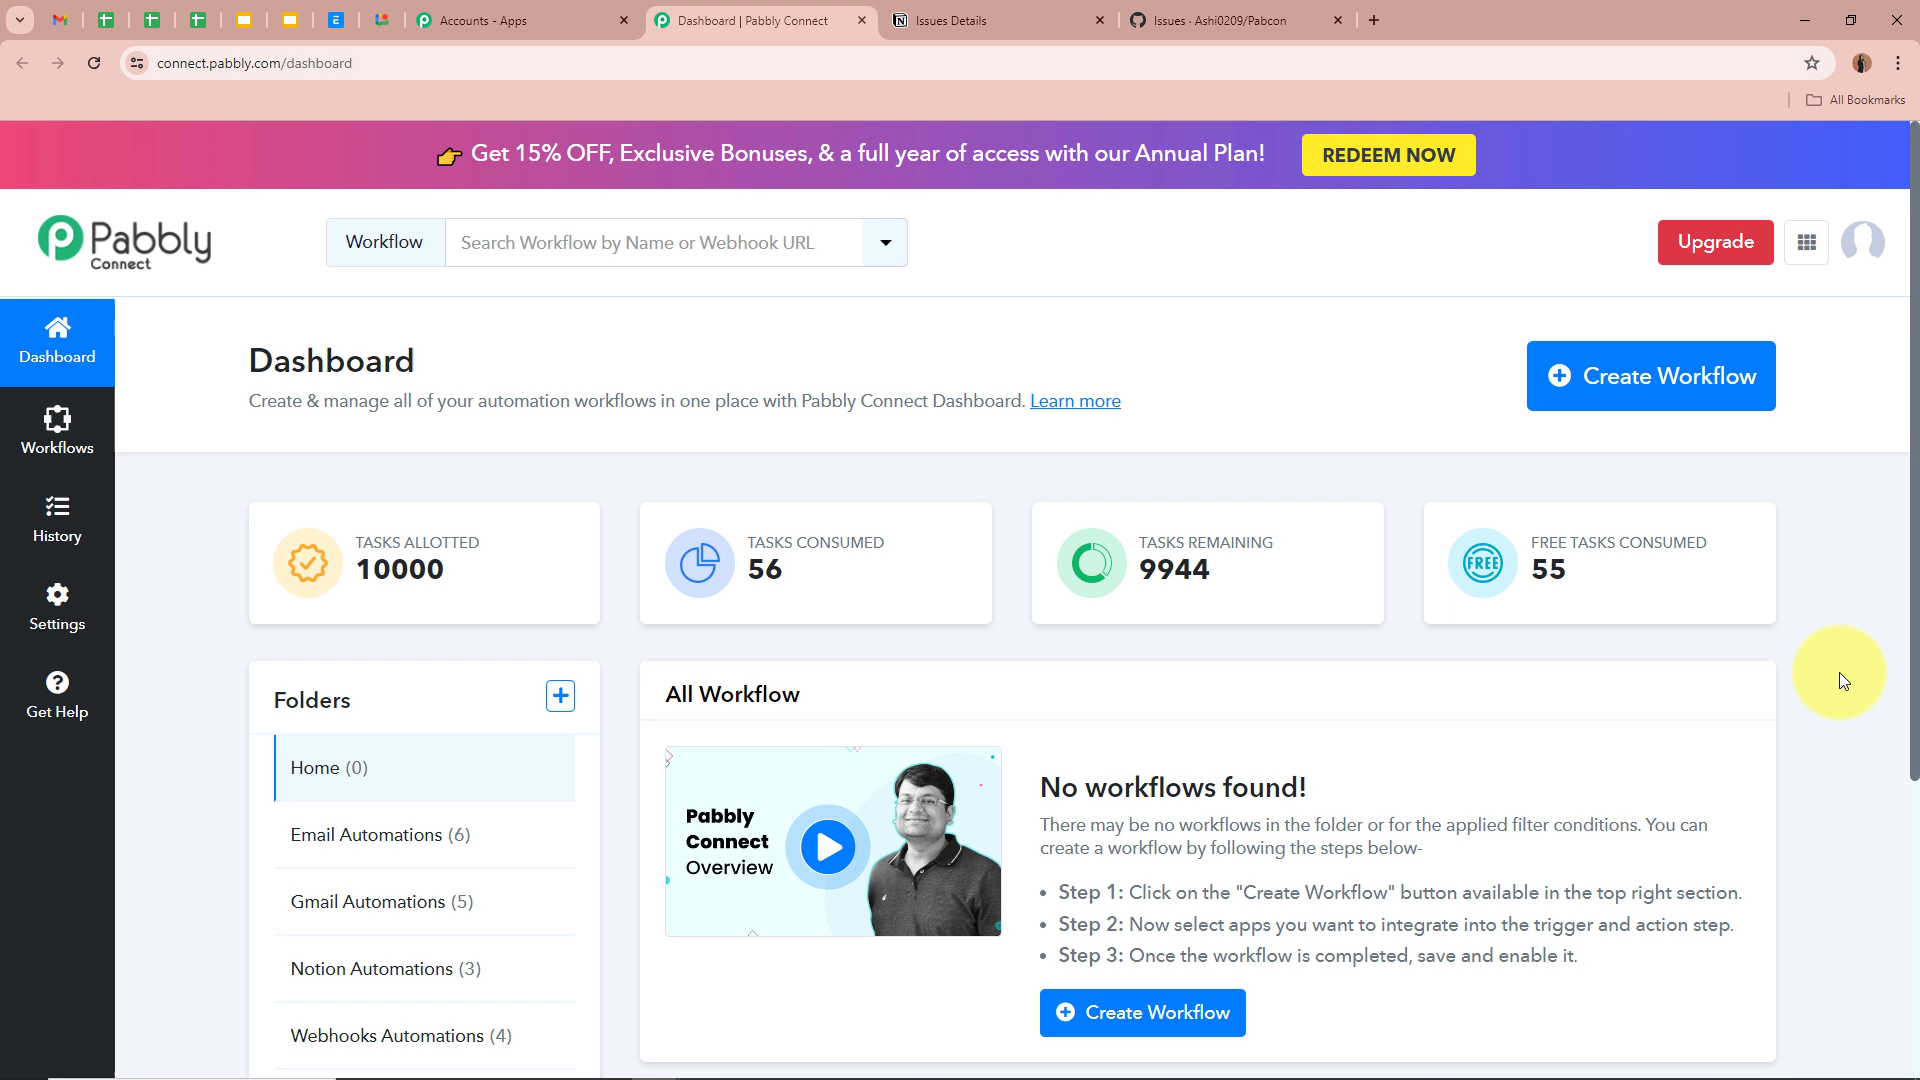 Accounts - Apps
Dashboard | Pabbly Connect
Issues Details
Issues · Ashi0209/Pabcon
connect.pabbly.com/dashboard
All Bookmarks
👉 Get 15% OFF, Exclusive Bonuses, & a full year of access with our Annual Plan!
REDEEM NOW
Pabbly
Connect
Workflow
Search Workflow by Name or Webhook URL
Upgrade
Dashboard
Workflows
History
Settings
Get Help
Dashboard
Create & manage all of your automation workflows in one place with Pabbly Connect Dashboard. Learn more
Create Workflow
TASKS ALLOTTED
10000
TASKS CONSUMED
56
TASKS REMAINING
9944
FREE
FREE TASKS CONSUMED
55
Folders
Home (0)
Email Automations (6)
Gmail Automations (5)
Notion Automations (3)
Webhooks Automations (4)
All Workflow
Pabbly
Connect
Overview
No workflows found!
There may be no workflows in the folder or for the applied filter conditions. You can
create a workflow by following the steps below-
• Step 1: Click on the "Create Workflow" button available in the top right section.
• Step 2: Now select apps you want to integrate into the trigger and action step.
• Step 3: Once the workflow is completed, save and enable it.
Create Workflow